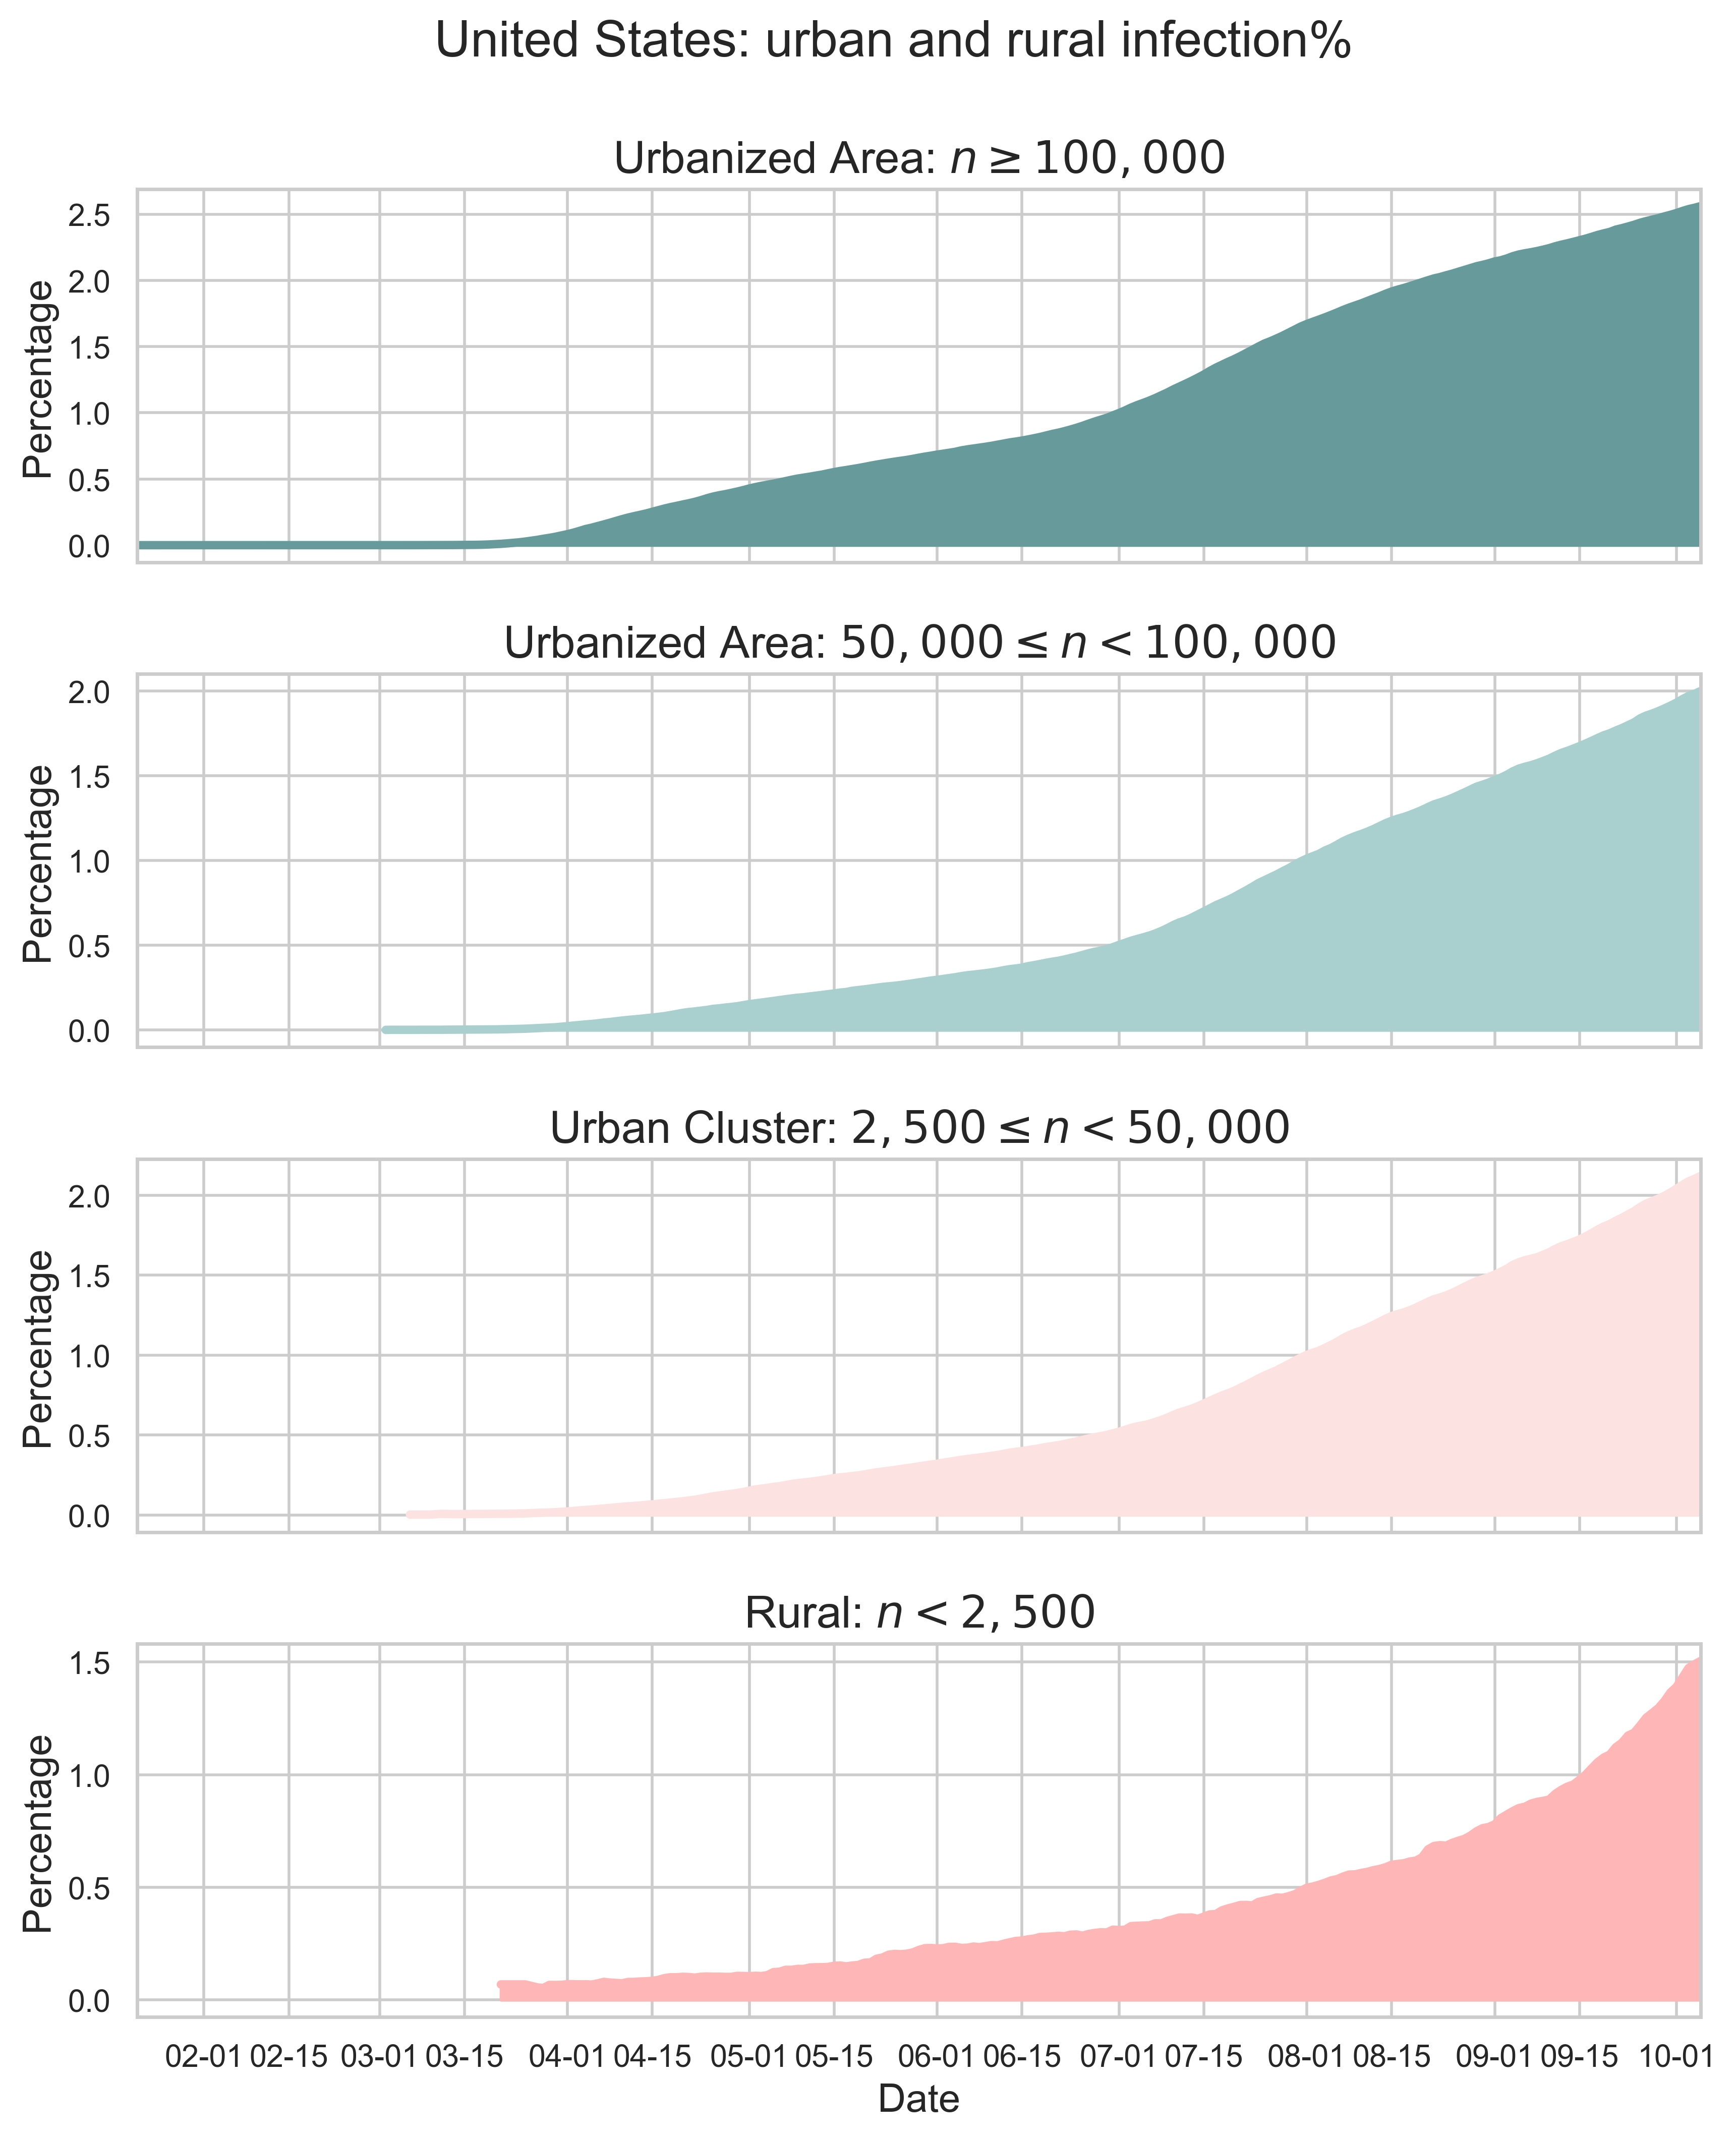 United States: urban and rural infection%
Urbanized Area: n ≥ 100,000
2.5
2.0
1.5
1.0
0.5
0.0
Percentage
Urbanized Area: 50,000 ≤ n < 100,000
2.0
1.5
1.0
0.5
0.0
Percentage
Urban Cluster: 2,500 ≤ n < 50,000
2.0
1.5
1.0
0.5
0.0
Percentage
Rural: n < 2,500
1.5
1.0
0.5
0.0
Percentage
02-01 02-15 03-01 03-15 04-01 04-15 05-01 05-15 06-01 06-15 07-01 07-15 08-01 08-15 09-01 09-15 10-01
Date